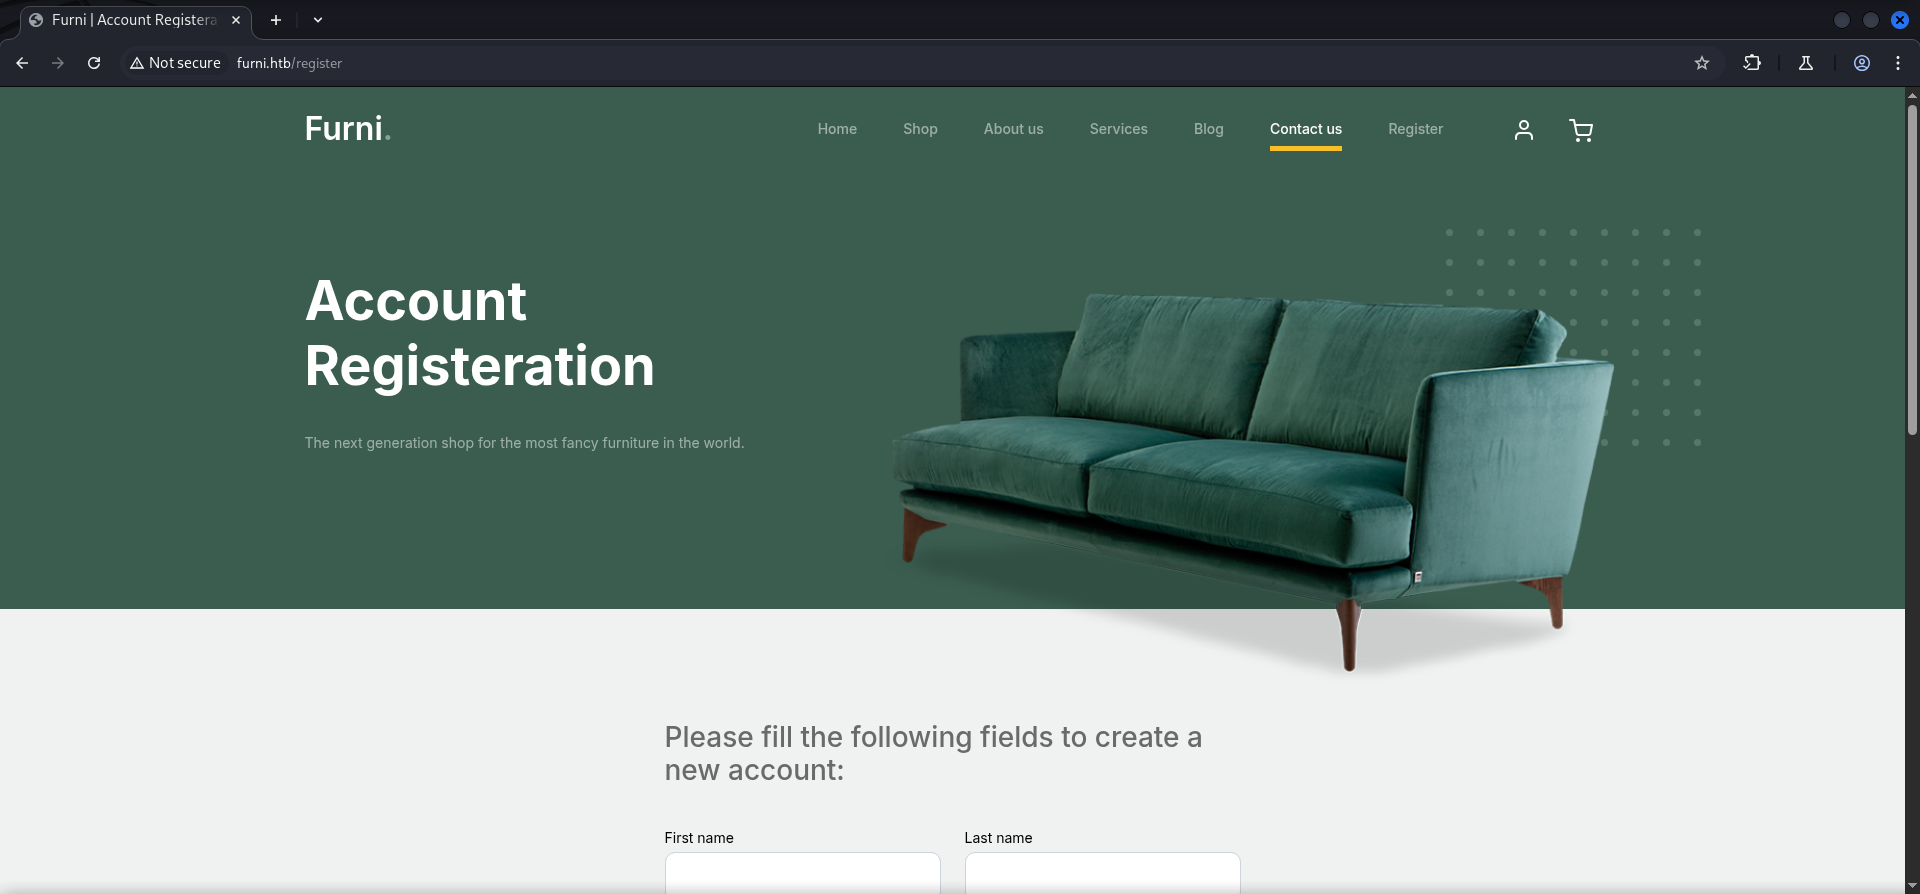 Furni | Account Registera
Not secure
furni.htb/register
Furni.
Home
Shop
About us
Services
Blog
Contact us
Register
Account
Registeration
The next generation shop for the most fancy furniture in the world.
Please fill the following fields to create a
new account:
First name
Last name